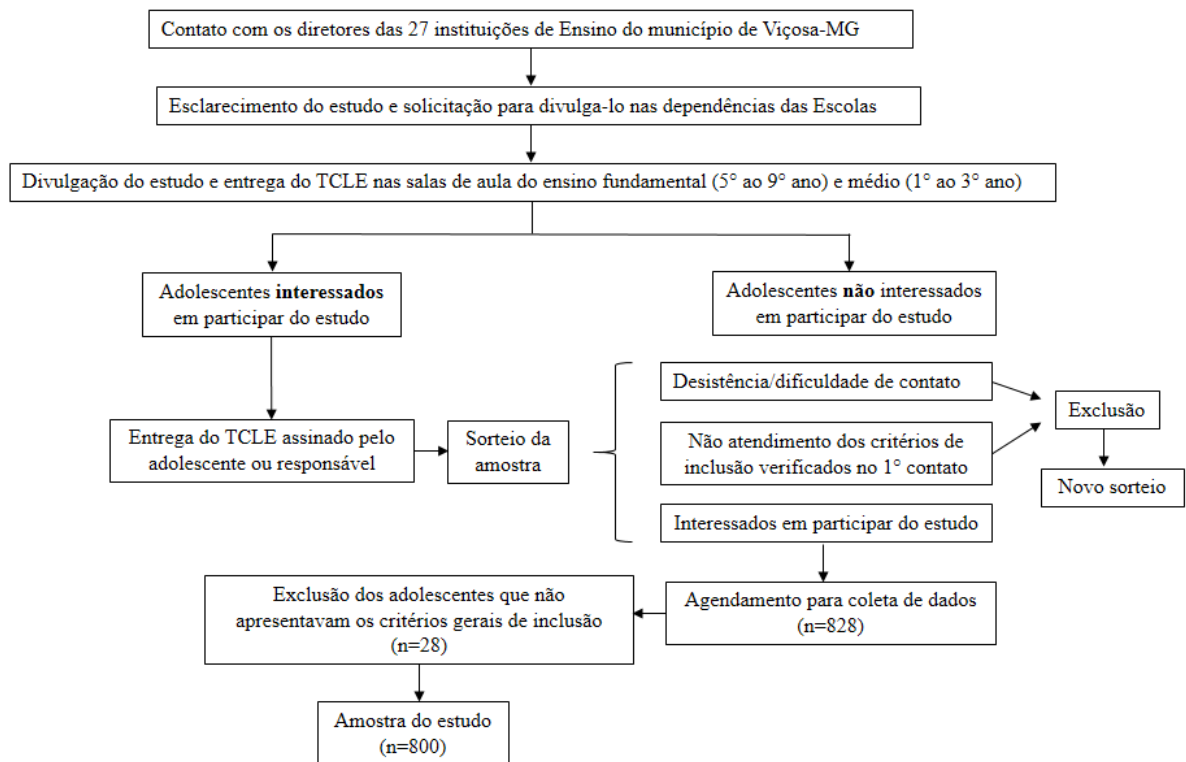 Contato com os diretores das 27 instituições de Ensino do município de Viçosa-MG
Esclarecimento do estudo e solicitação para divulga-lo nas dependências das Escolas
Divulgação do estudo e entrega do TCLE nas salas de aula do ensino fundamental (5° ao 9° ano) e médio (1° ao 3° ano)
Adolescentes interessados
em participar do estudo
Adolescentes não interessados
em participar do estudo
Entrega do TCLE assinado pelo
adolescente ou responsável
Sorteio da
amostra
Desistência/dificuldade de contato
Não atendimento dos critérios de
inclusão verificados no 1° contato
Interessados em participar do estudo
Exclusão
Novo sorteio
Agendamento para coleta de dados
(n=828)
Exclusão dos adolescentes que não
apresentavam os critérios gerais de inclusão
(n=28)
Amostra do estudo
(n=800)